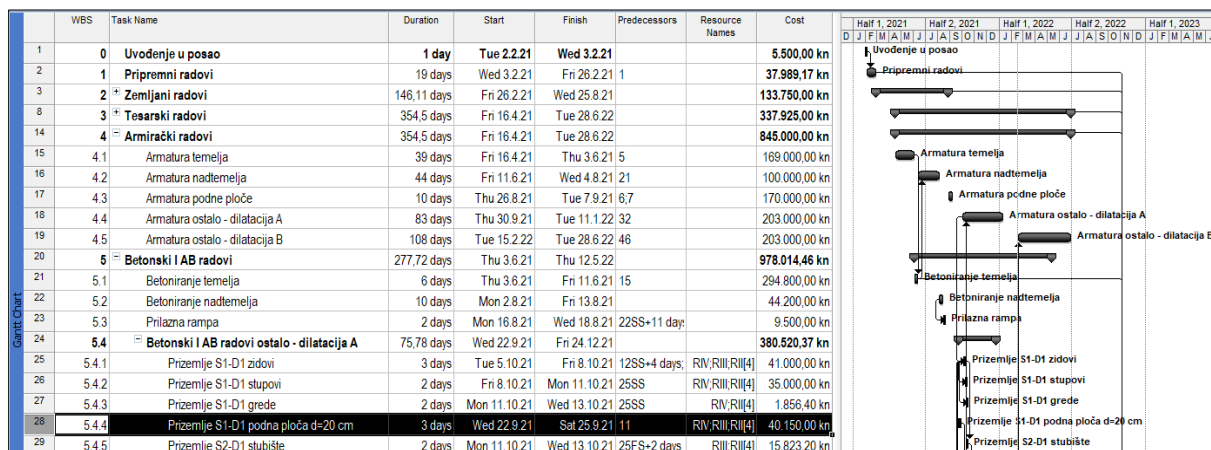 WBS Task Name Duration Start Finish Predecessors Resource Names Cost
Half 1, 2021 Half 2, 2021 Half 1, 2022 Half 2, 2022 Half 1, 2023
D J F M A M J J A S O N D J F M A M J J A S O N D J F M A M J
1 0 Uvođenje u posao 1 day Tue 2.2.21 Wed 3.2.21 5.500,00 kn Uvođenje u posao
2 1 Pripremni radovi 19 days Wed 3.2.21 Fri 26.2.21 1 37.989,17 kn Pripremni radovi
3 2 Zemljani radovi 146,11 days Fri 26.2.21 Wed 25.8.21 133.750,00 kn
8 3 Tesarski radovi 354,5 days Fri 16.4.21 Tue 28.6.22 337.925,00 kn
14 4 Armirački radovi 354,5 days Fri 16.4.21 Tue 28.6.22 845.000,00 kn
15 4.1 Armatura temelja 39 days Fri 16.4.21 Thu 3.6.21 5 169.000,00 kn Armatura temelja
16 4.2 Armatura nadtemelja 44 days Fri 11.6.21 Wed 4.8.21 21 100.000,00 kn Armatura nadtemelja
17 4.3 Armatura podne ploče 10 days Thu 26.8.21 Tue 7.9.21 6;7 170.000,00 kn Armatura podne ploče
18 4.4 Armatura ostalo - dilatacija A 83 days Thu 30.9.21 Tue 11.1.22 32 203.000,00 kn Armatura ostalo - dilatacija A
19 4.5 Armatura ostalo - dilatacija B 108 days Tue 15.2.22 Tue 28.6.22 46 203.000,00 kn Armatura ostalo - dilatacija B
20 5 Betonski I AB radovi 277,72 days Thu 3.6.21 Thu 12.5.22 978.014,46 kn
21 5.1 Betoniranje temelja 6 days Thu 3.6.21 Fri 11.6.21 15 294.800,00 kn Betoniranje temelja
22 5.2 Betoniranje nadtemelja 10 days Mon 2.8.21 Fri 13.8.21 44.200,00 kn Betoniranje nadtemelja
23 5.3 Prilazna rampa 2 days Mon 16.8.21 Wed 18.8.21 22SS+11 days 9.500,00 kn Prilazna rampa
24 5.4 Betonski I AB radovi ostalo - dilatacija A 75,78 days Wed 22.9.21 Fri 24.12.21 380.520,37 kn
25 5.4.1 Prizemlje S1-D1 zidovi 3 days Tue 5.10.21 Fri 8.10.21 12SS+4 days; RIV;RIII;RII[4] 41.000,00 kn Prizemlje S1-D1 zidovi
26 5.4.2 Prizemlje S1-D1 stupovi 2 days Fri 8.10.21 Mon 11.10.21 25SS RIV;RIII;RII[4] 35.000,00 kn Prizemlje S1-D1 stupovi
27 5.4.3 Prizemlje S1-D1 grede 2 days Mon 11.10.21 Wed 13.10.21 25SS RIV;RII[4] 1.856,40 kn Prizemlje S1-D1 grede
28 5.4.4 Prizemlje S1-D1 podna ploča d=20 cm 3 days Wed 22.9.21 Sat 25.9.21 11 RIV;RIII;RII[4] 40.150,00 kn Prizemlje S1-D1 podna ploča d=20 cm
29 5.4.5 Prizemlje S2-D1 stubište 2 days Mon 11.10.21 Wed 13.10.21 25FS+2 days RIII;RII[4] 15.823,20 kn Prizemlje S2-D1 stubište
Gantt Chart